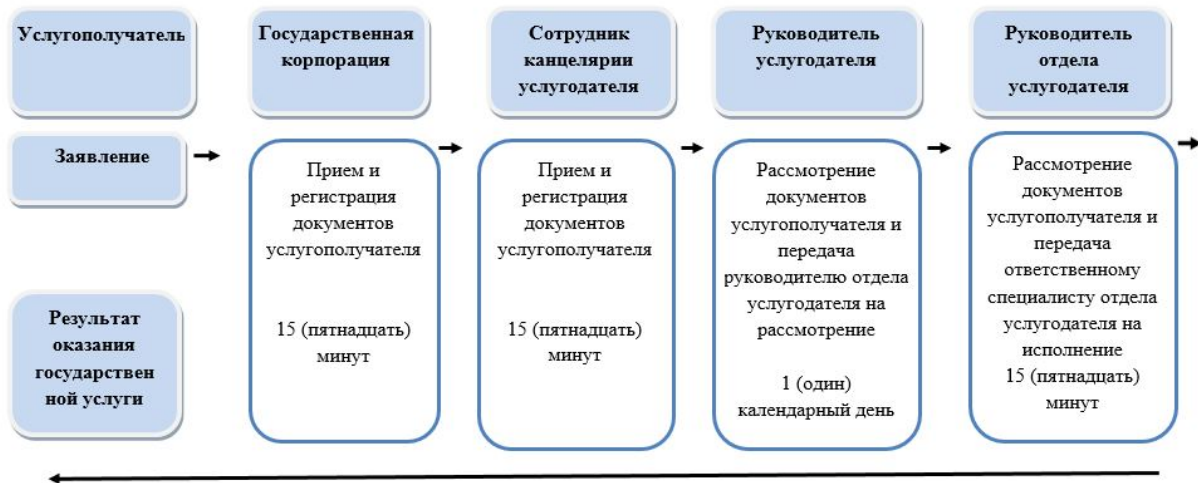 Услугополучатель
Государственная
корпорация
Сотрудник
канцелярии
услугодателя
Руководитель
услугодателя
Руководитель
отдела
услугодателя
Заявление
Прием и
регистрация
документов
услугополучателя
15 (пятнадцать)
минут
Прием и
регистрация
документов
услугополучателя
15 (пятнадцать)
минут
Рассмотрение
документов
услугополучателя и
передача
руководителю отдела
услугодателя на
рассмотрение
1 (один)
календарный день
Рассмотрение
документов
услугополучателя и
передача
ответственному
специалисту отдела
услугодателя на
исполнение
15 (пятнадцать)
минут
Результат
оказания
государствен
ной услуги